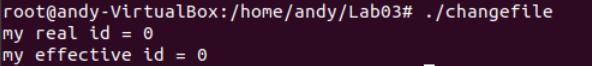 root@andy-VirtualBox:/home/andy/Lab03# ./changefile
my real id = 0
my effective id = 0